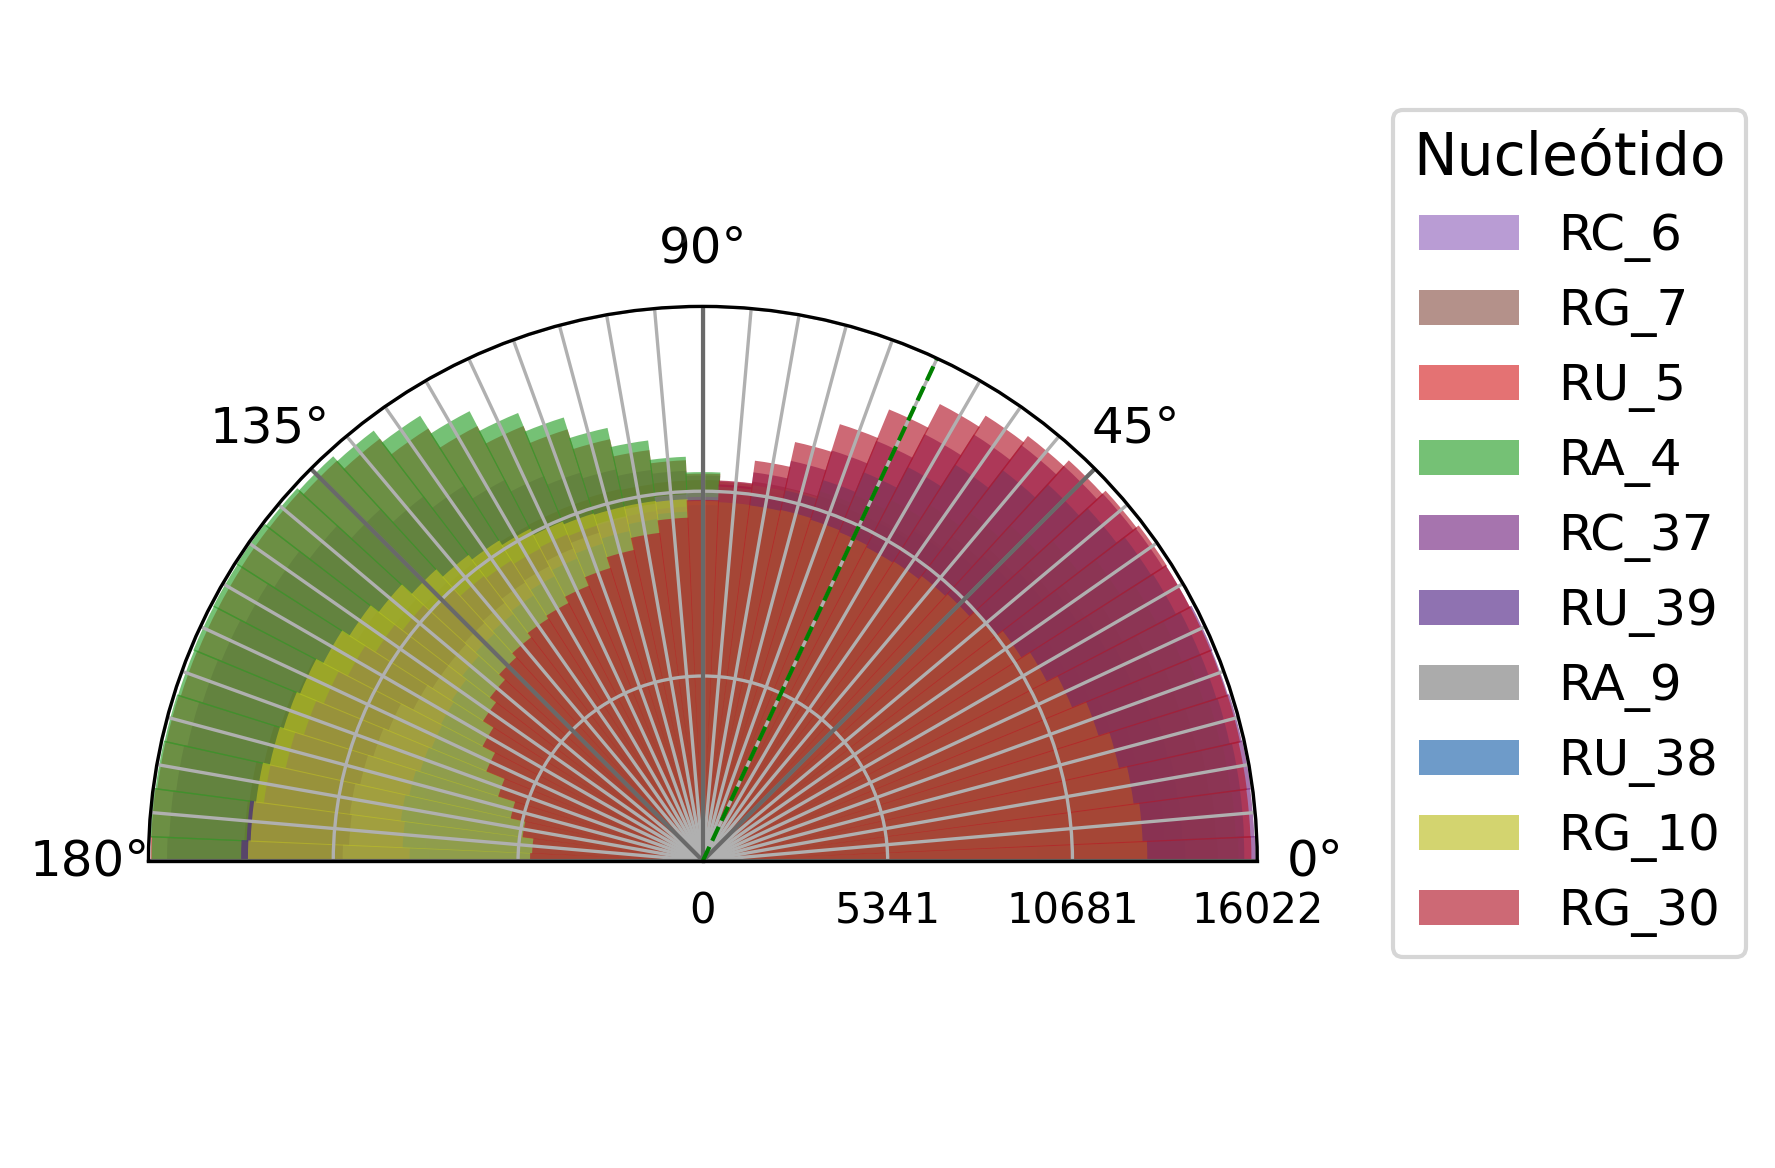 90°
135°
45°
180°
0°
0
5341
10681
16022
Nucleótido
RC_6
RG_7
RU_5
RA_4
RC_37
RU_39
RA_9
RU_38
RG_10
RG_30